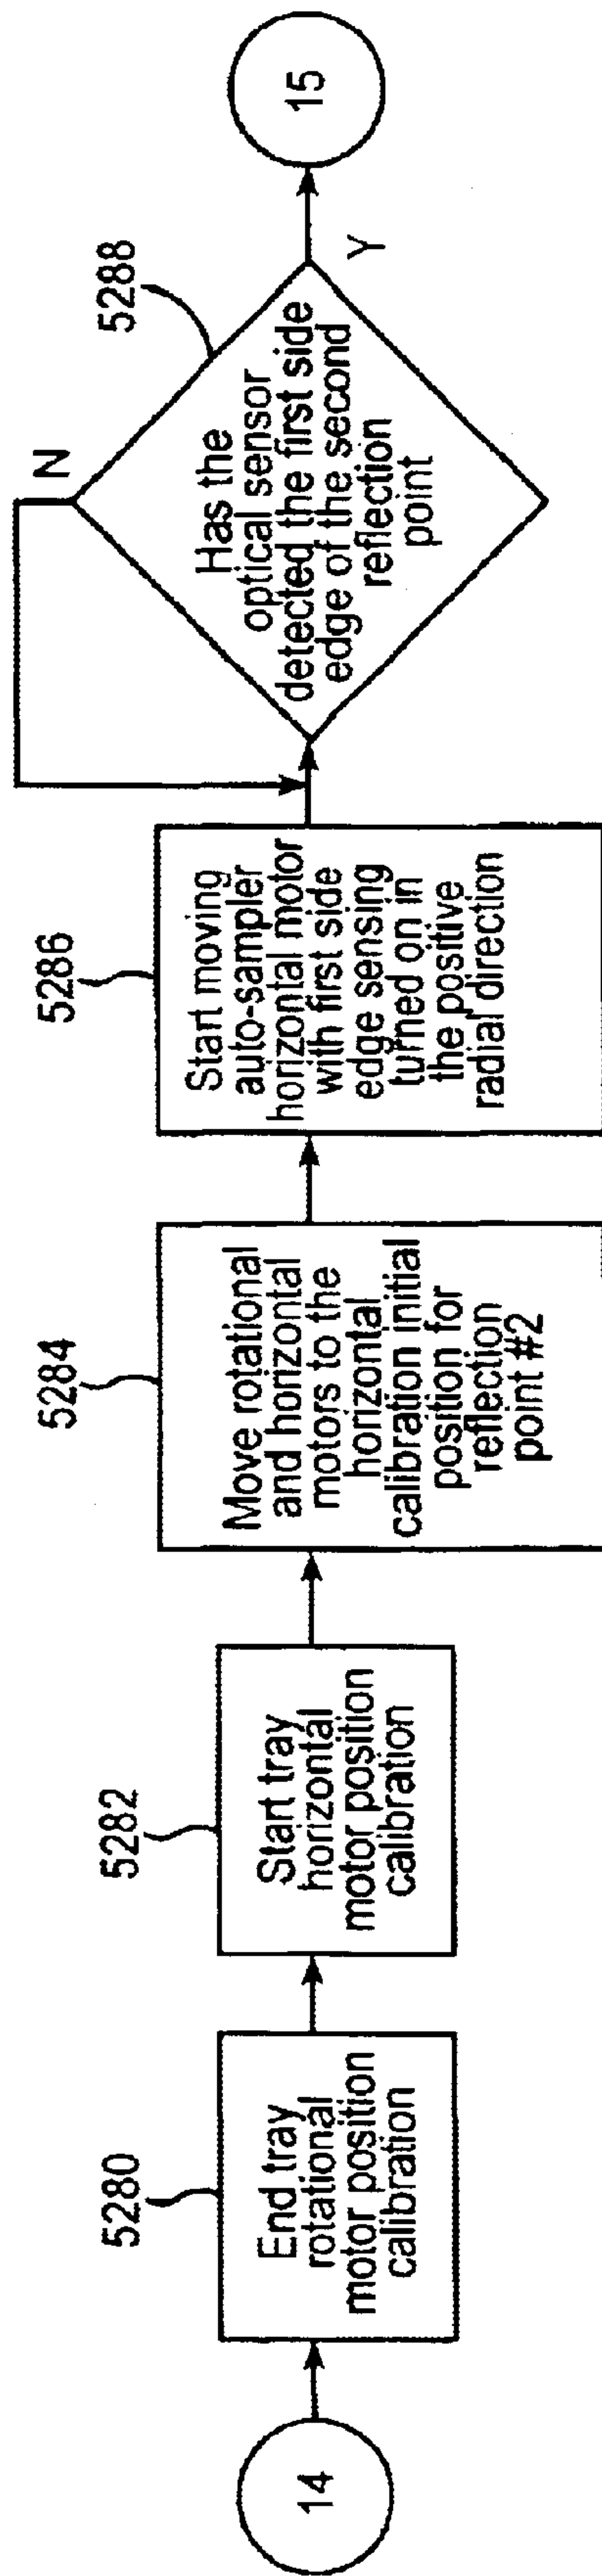 14
5280
End tray
rotational
motor position
calibration
5282
Start tray
horizontal
motor position
calibration
5284
Move rotational
and horizontal
motors to the
horizontal
calibration initial
position for
reflection
point #2
5286
Start moving
auto-sampler
horizontal motor
with first side
edge sensing
turned on in
the positive
radial direction
5288
N
Has the
optical sensor
detected the first side
edge of the second
reflection
point
Y
15